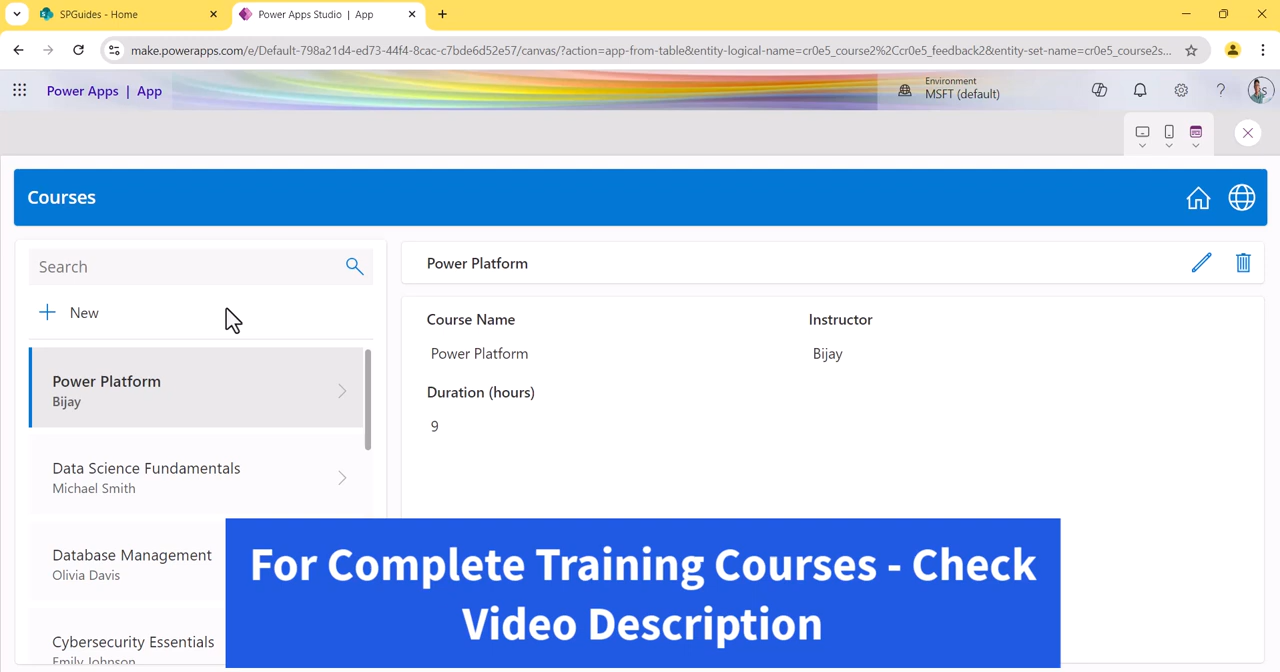 SPGuides - Home
Power Apps Studio | App
make.powerapps.com/e/Default-798a21d4-ed73-44f4-8cac-c7bde6d52e57/canvas/?action=app-from-table&entity-logical-name=cr0e5_course2%2Ccr0e5_feedback2&entity-set-name=cr0e5_course2s...
Power Apps | App
Environment
MSFT (default)
Courses
Search
New
Power Platform
Bijay
Data Science Fundamentals
Michael Smith
Database Management
Olivia Davis
Cybersecurity Essentials
Emily Johnson
Power Platform
Course Name
Instructor
Power Platform
Bijay
Duration (hours)
9
For Complete Training Courses - Check
Video Description